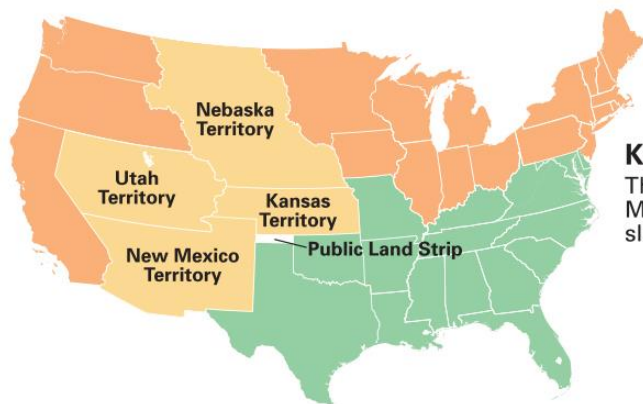 Nebaska
Territory
Utah
Territory
Kansas
Territory
New Mexico
Territory
Public Land Strip
K
Th
M
sl